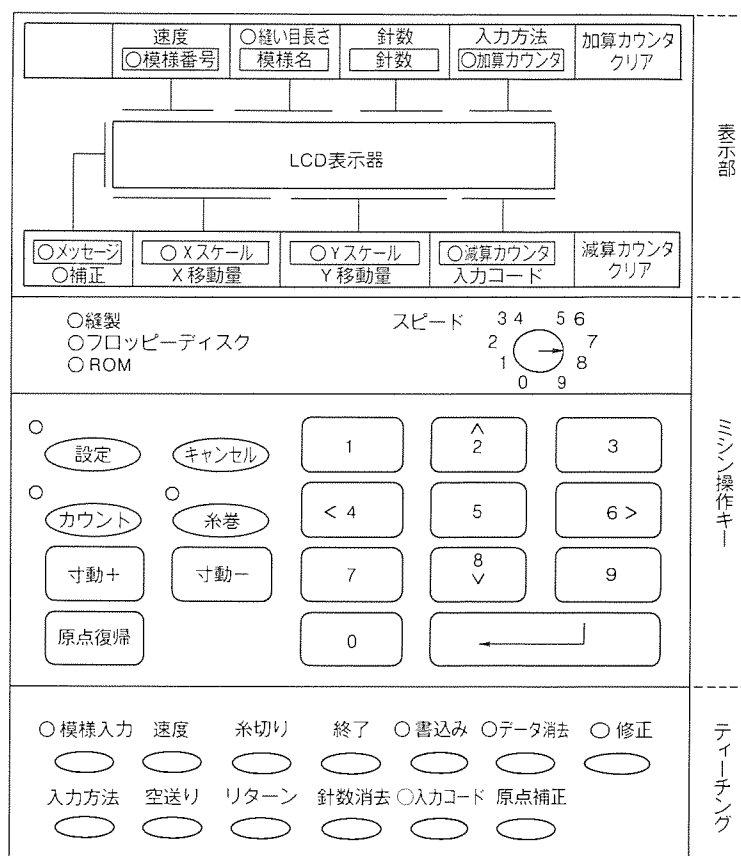 速度 ○縫い目長さ 針数 入力方法 加算カウンタ
○模様番号 模様名 針数 ○加算カウンタ クリア
LCD表示器
表示部
○メッセージ ○Xスケール ○Yスケール ○減算カウンタ 減算カウンタ
○補正 X移動量 Y移動量 入力コード クリア
○縫製
○フロッピーディスク
○ROM
スピード
0 1 2 3 4 5 6 7 8 9
設定 キャンセル 1 ^ 2 3
カウント 糸巻 < 4 5 6 >
寸動+ 寸動− 7 8 ∨ 9
原点復帰 0
ミシン操作キー
○模様入力 速度 糸切り 終了 ○書込み ○データ消去 ○修正
入力方法 空送り リターン 針数消去 ○入力コード 原点補正
ティーチング